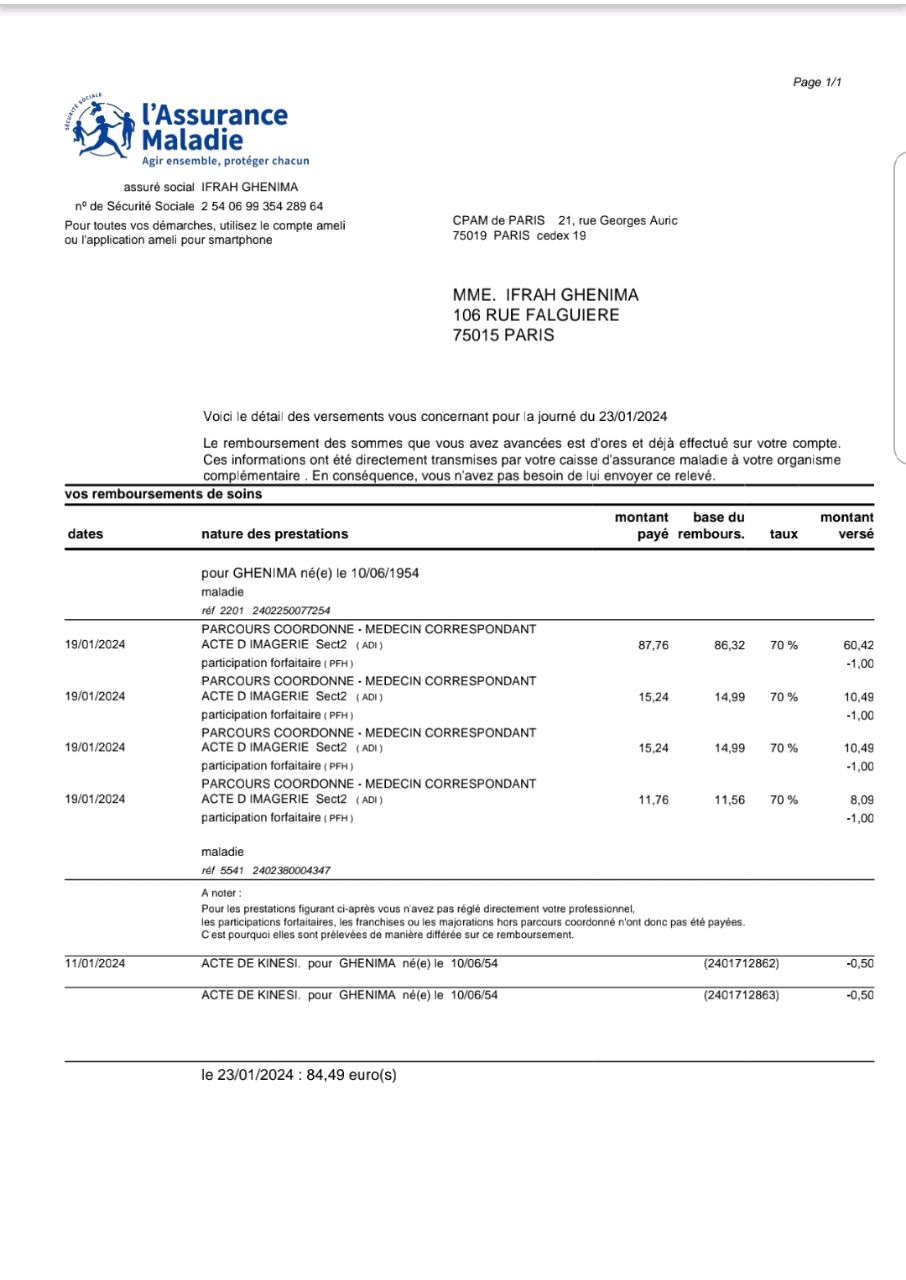 Page 1/1
SÉCURITÉ SOCIALE
l'Assurance
Maladie
Agir ensemble, protéger chacun
assuré social IFRAH GHENIMA
nº de Sécurité Sociale 2 54 06 99 354 289 64
Pour toutes vos démarches, utilisez le compte ameli
ou l'application ameli pour smartphone
CPAM de PARIS 21, rue Georges Auric
75019 PARIS cedex 19
MME. IFRAH GHENIMA
106 RUE FALGUIERE
75015 PARIS
Voici le détail des versements vous concernant pour la journé du 23/01/2024
Le remboursement des sommes que vous avez avancées est d'ores et déjà effectué sur votre compte.
Ces informations ont été directement transmises par votre caisse d'assurance maladie à votre organisme
complémentaire . En conséquence, vous n'avez pas besoin de lui envoyer ce relevé.
vos remboursements de soins
montant base du montant
dates nature des prestations payé rembours. taux versé
pour GHENIMA né(e) le 10/06/1954
maladie
réf 2201 2402250077254
PARCOURS COORDONNE - MEDECIN CORRESPONDANT
19/01/2024 ACTE D IMAGERIE Sect2 ( ADI ) 87,76 86,32 70 % 60,42
participation forfaitaire ( PFH ) -1,00
PARCOURS COORDONNE - MEDECIN CORRESPONDANT
19/01/2024 ACTE D IMAGERIE Sect2 ( ADI ) 15,24 14,99 70 % 10,49
participation forfaitaire ( PFH ) -1,00
PARCOURS COORDONNE - MEDECIN CORRESPONDANT
19/01/2024 ACTE D IMAGERIE Sect2 ( ADI ) 15,24 14,99 70 % 10,49
participation forfaitaire ( PFH ) -1,00
PARCOURS COORDONNE - MEDECIN CORRESPONDANT
19/01/2024 ACTE D IMAGERIE Sect2 ( ADI ) 11,76 11,56 70 % 8,09
participation forfaitaire ( PFH ) -1,00
maladie
réf 5541 2402380004347
A noter :
Pour les prestations figurant ci-après vous n'avez pas réglé directement votre professionnel,
les participations forfaitaires, les franchises ou les majorations hors parcours coordonné n'ont donc pas été payées.
C'est pourquoi elles sont prélevées de manière différée sur ce remboursement.
11/01/2024 ACTE DE KINESI. pour GHENIMA né(e) le 10/06/54 (2401712862) -0,50
ACTE DE KINESI. pour GHENIMA né(e) le 10/06/54 (2401712863) -0,50
le 23/01/2024 : 84,49 euro(s)